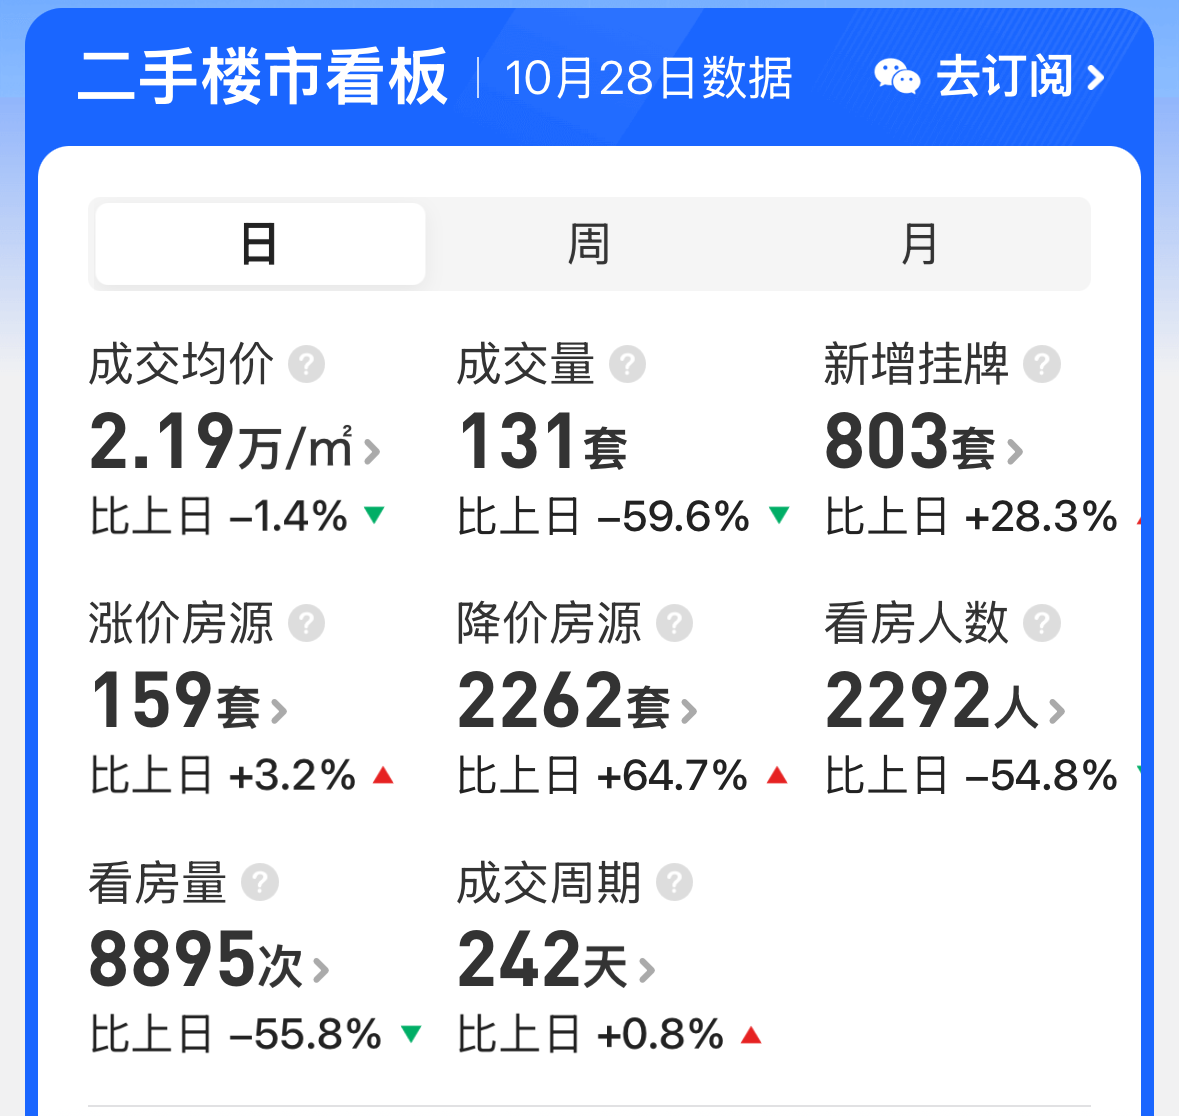 二手楼市看板 | 10月28日数据 去订阅 >
日 周 月
成交均价 ? 成交量 ? 新增挂牌 ?
2.19万/㎡ > 131套 803套 >
比上日 –1.4% ▼ 比上日 –59.6% ▼ 比上日 +28.3%
涨价房源 ? 降价房源 ? 看房人数 ?
159套 > 2262套 > 2292人 >
比上日 +3.2% ▲ 比上日 +64.7% ▲ 比上日 –54.8%
看房量 ? 成交周期 ?
8895次 > 242天 >
比上日 –55.8% ▼ 比上日 +0.8% ▲